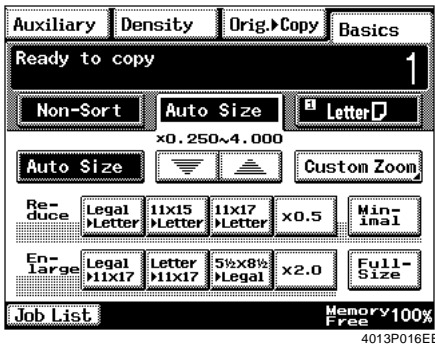 Auxiliary Density Orig.▸Copy Basics
Ready to copy 1
Non-Sort Auto Size 1 Letter
×0.250~4.000
Auto Size Custom Zoom
Re-
duce
Legal
▸Letter
11x15
▸Letter
11x17
▸Letter
×0.5
Min-
imal
En-
large
Legal
▸11x17
Letter
▸11x17
5½x8½
▸Legal
×2.0
Full-
Size
Job List
Memory
Free 100%
4013P016EB